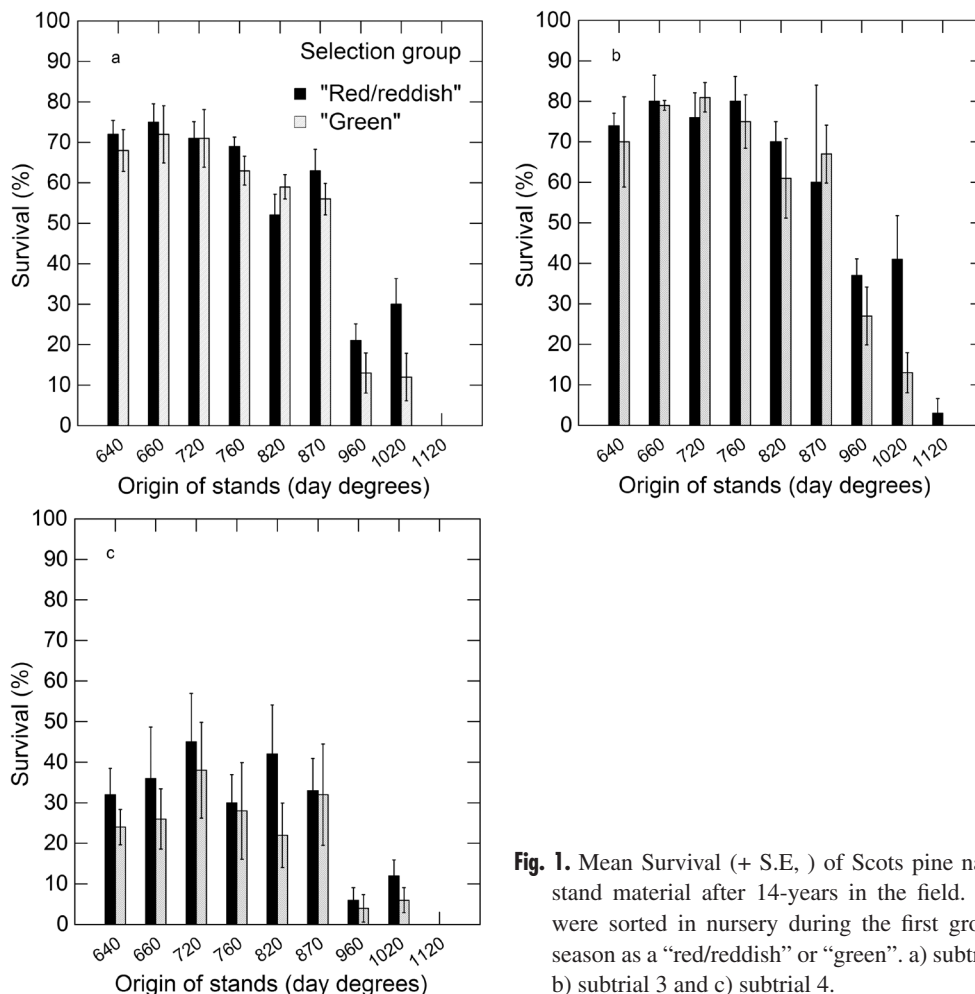 100
90
80
70
60
50
40
30
20
10
0
Survival (%)
a
Selection group
"Red/reddish"
"Green"
640 660 720 760 820 870 960 1020 1120
Origin of stands (day degrees)
100
90
80
70
60
50
40
30
20
10
0
Survival (%)
b
640 660 720 760 820 870 960 1020 1120
Origin of stands (day degrees)
100
90
80
70
60
50
40
30
20
10
0
Survival (%)
c
640 660 720 760 820 870 960 1020 1120
Origin of stands (day degrees)
Fig. 1. Mean Survival (+ S.E, ) of Scots pine
stand material after 14-years in the field.
were sorted in nursery during the first
season as a “red/reddish” or “green”. a)
b) subtrial 3 and c) subtrial 4.